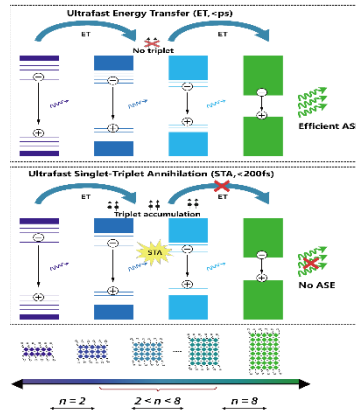 Ultrafast Energy Transfer (ET,<ps)
ET
ET
No triplet
Efficient ASE
Ultrafast Singlet-Triplet Annihilation (STA,<200fs)
ET
ET
Triplet accumulation
STA
No ASE
n = 2
2 < n < 8
n = 8